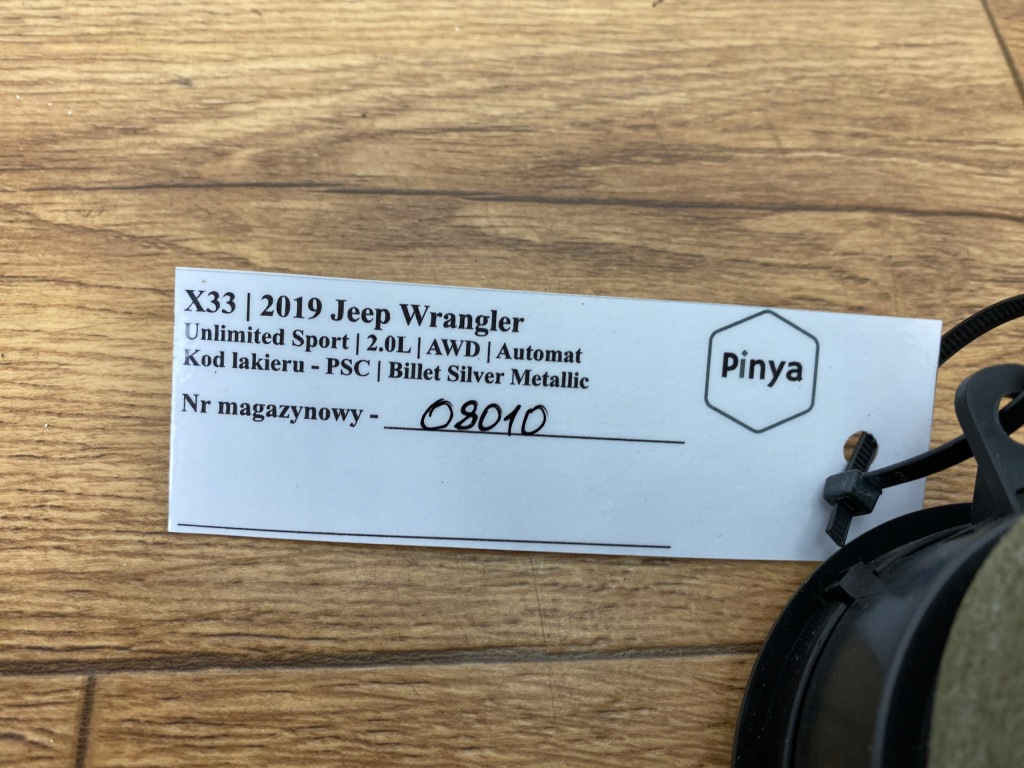 X33 | 2019 Jeep Wrangler
Unlimited Sport | 2.0L | AWD | Automat
Kod lakieru - PSC | Billet Silver Metallic
Nr magazynowy - 08010
Pinya